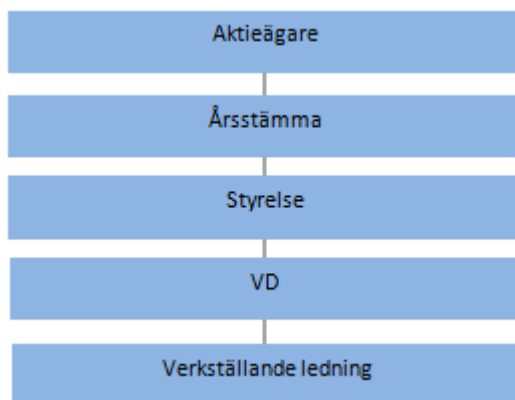 Aktieägare
Årsstämma
Styrelse
VD
Verkställande ledning